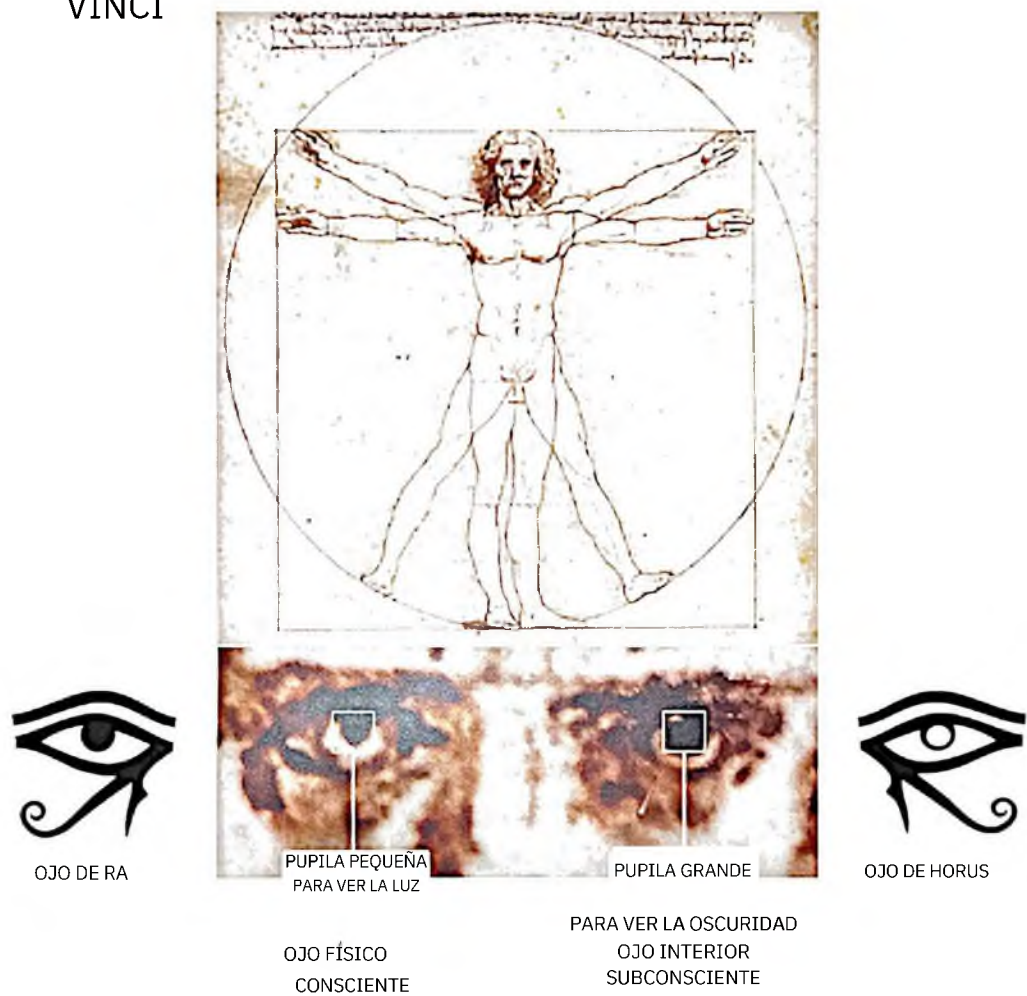 VINCI
OJO DE RA
PUPILA PEQUEÑA
PARA VER LA LUZ
PUPILA GRANDE
OJO DE HORUS
OJO FÍSICO
CONSCIENTE
PARA VER LA OSCURIDAD
OJO INTERIOR
SUBCONSCIENTE